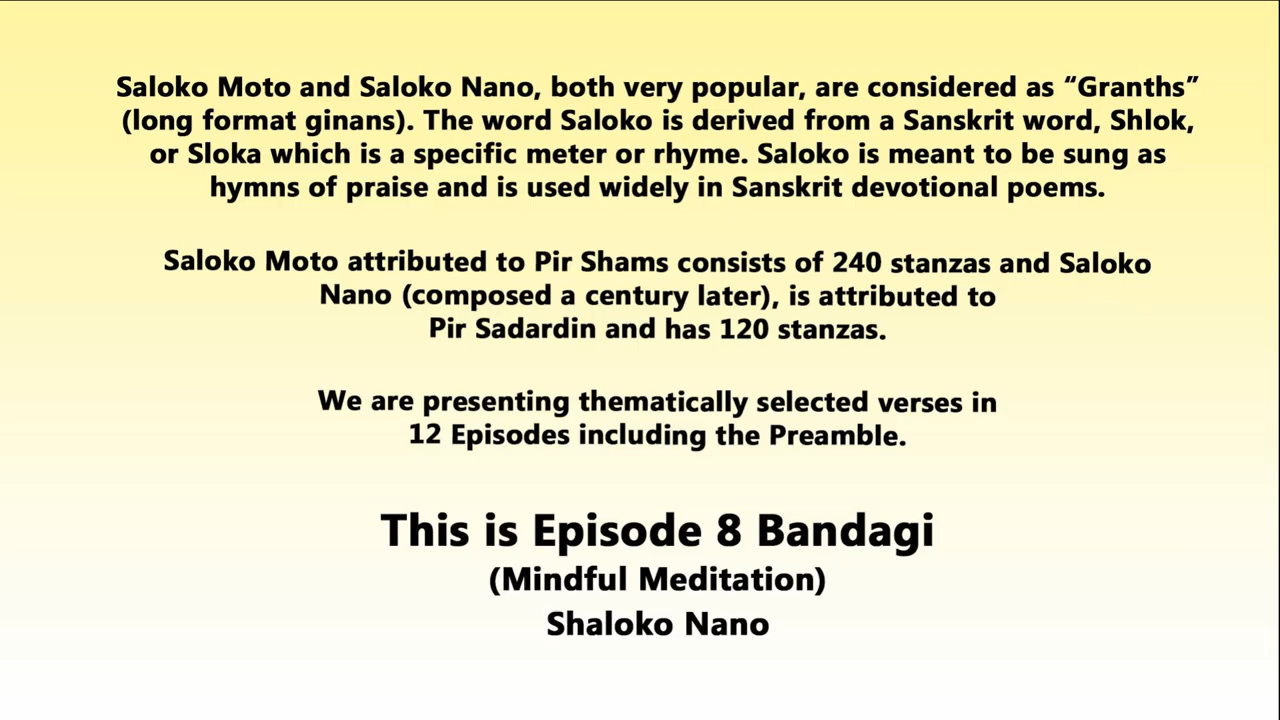 Saloko Moto and Saloko Nano, both very popular, are considered as “Granths”
(long format ginans). The word Saloko is derived from a Sanskrit word, Shlok,
or Sloka which is a specific meter or rhyme. Saloko is meant to be sung as
hymns of praise and is used widely in Sanskrit devotional poems.
Saloko Moto attributed to Pir Shams consists of 240 stanzas and Saloko
Nano (composed a century later), is attributed to
Pir Sadardin and has 120 stanzas.
We are presenting thematically selected verses in
12 Episodes including the Preamble.
This is Episode 8 Bandagi
(Mindful Meditation)
Shaloko Nano